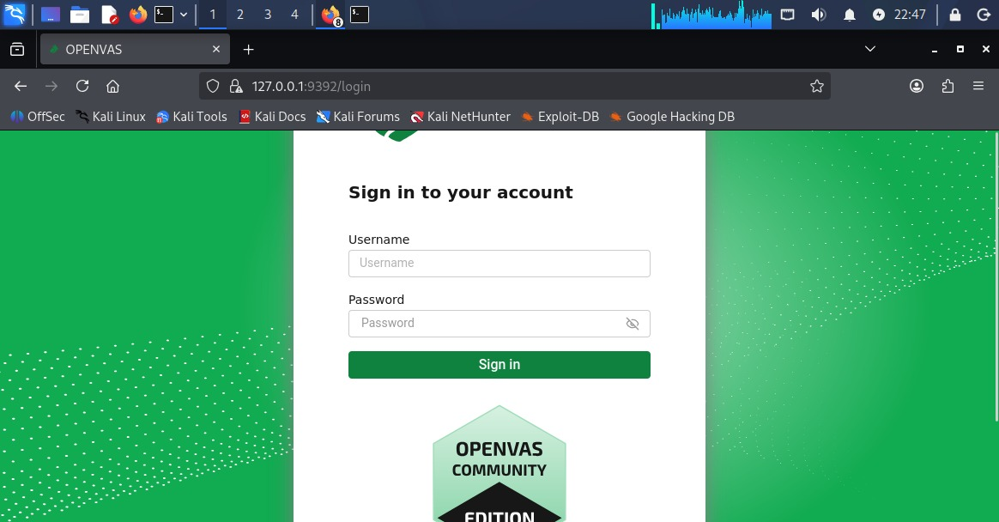 1 2 3 4 8 22:47
OPENVAS
127.0.0.1:9392/login
OffSec Kali Linux Kali Tools Kali Docs Kali Forums Kali NetHunter Exploit-DB Google Hacking DB
Sign in to your account
Username
Username
Password
Password
Sign in
OPENVAS
COMMUNITY
EDITION